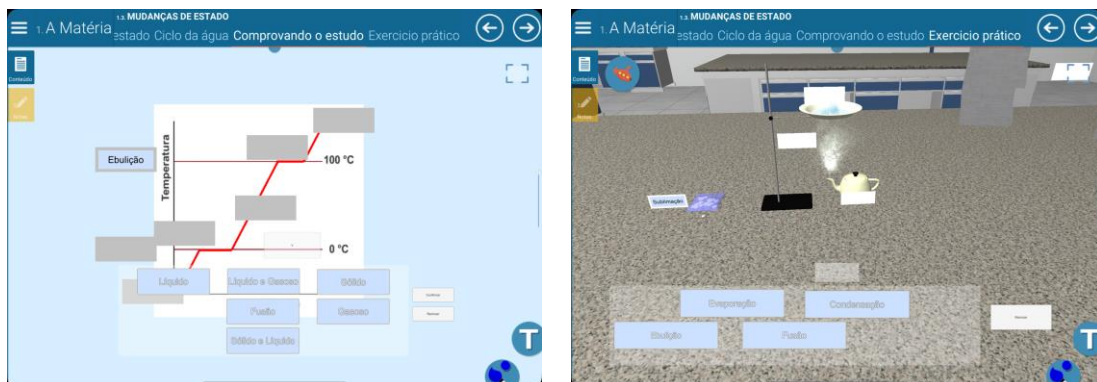 1.3. MUDANÇAS DE ESTADO
1. A Matéria
estado Ciclo da água Comprovando o estudo Exercicio prático
Conteúdo
Notas
Temperatura
Ebulição
100 °C
0 °C
Líquido
Líquido e Gasoso
Sólido
Fusão
Gasoso
Sólido e Líquido
T
1.3. MUDANÇAS DE ESTADO
1. A Matéria
estado Ciclo da água Comprovando o estudo Exercicio prático
Conteúdo
Notas
Sublimação
Evaporação
Condensação
Ebulição
Fusão
T